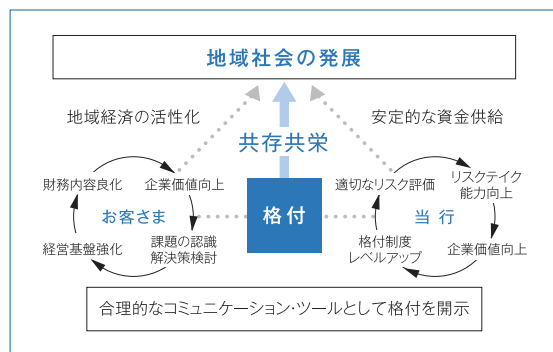 地域社会の発展
地域経済の活性化
安定的な資金供給
共存共栄
財務内容良化
企業価値向上
お客さま
経営基盤強化
課題の認識
解決策検討
格付
適切なリスク評価
リスクテイク
能力向上
当行
格付制度
レベルアップ
企業価値向上
合理的なコミュニケーション・ツールとして格付を開示